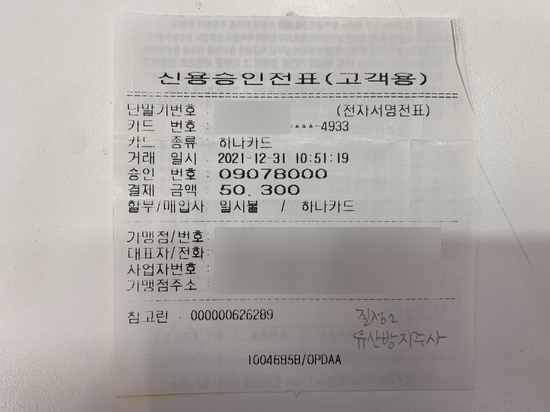 신용승인전표(고객용)
단말기번호 : (전자서명전표)
카드 번호 : ***-4933
카드 종류 : 하나카드
거래 일시 : 2021-12-31 10:51:19
승인 번호 : 09078000
결제 금액 : 50,300
할부/매입사 일시불 / 하나카드
가맹점/번호 :
대표자/전화 :
사업자번호 :
가맹점주소 :
참고란 : 000000626289
질정2
유산방지주사
10046858/OPDAA